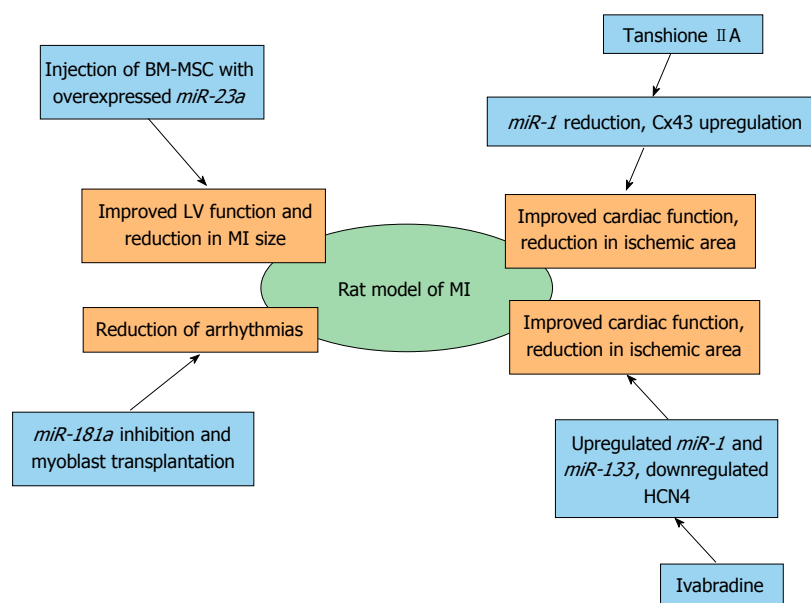 Injection of BM-MSC with
overexpressed miR-23a
Tanshione ⅡA
miR-1 reduction, Cx43 upregulation
Improved LV function and
reduction in MI size
Improved cardiac function,
reduction in ischemic area
Rat model of MI
Reduction of arrhythmias
Improved cardiac function,
reduction in ischemic area
miR-181a inhibition and
myoblast transplantation
Upregulated miR-1 and
miR-133, downregulated
HCN4
Ivabradine